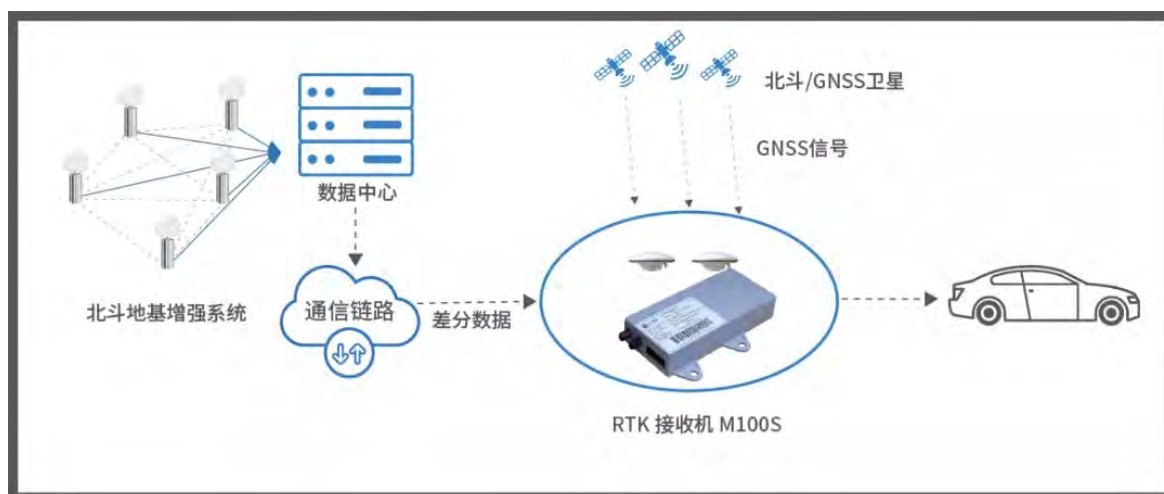 北斗/GNSS卫星
GNSS信号
数据中心
北斗地基增强系统
通信链路
差分数据
RTK 接收机 M100S